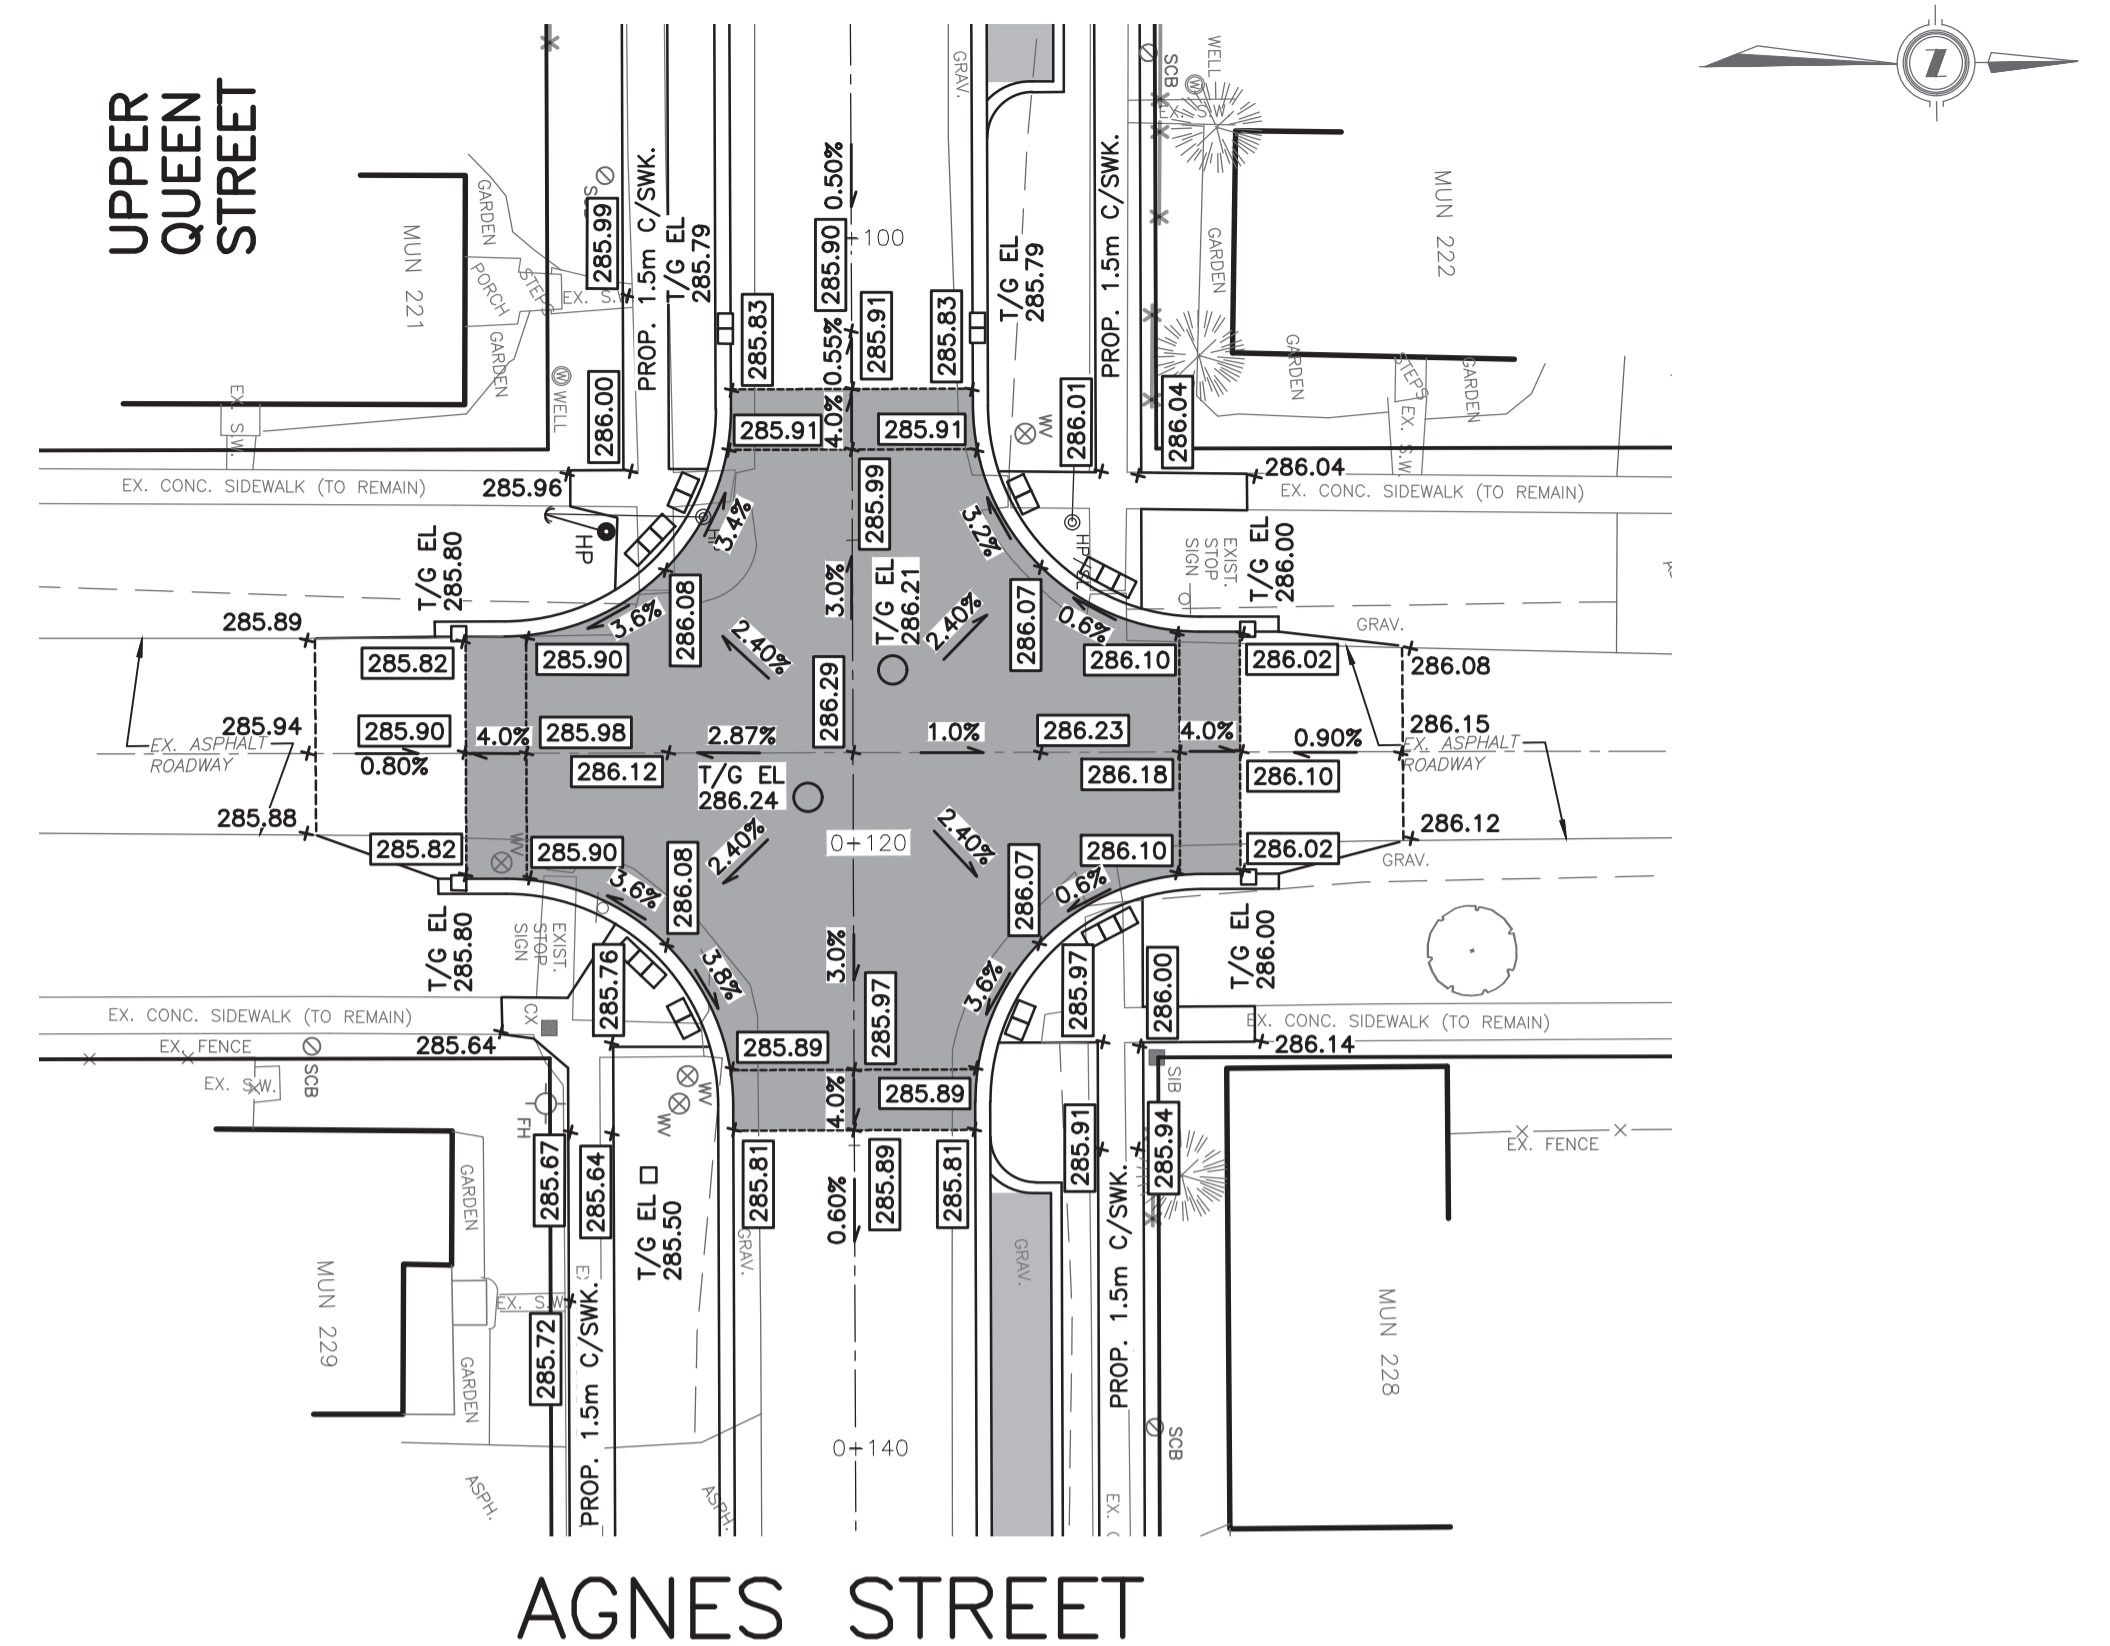 UPPER
QUEEN
STREET
Z
GRAV.
SCB
WELL
W
EX. S.W.
0.50%
PROP. 1.5m C/SWK.
T/G EL
285.79
285.99
GARDEN
PORCH
STEPS
EX. S.W.
GARDEN
MUN 221
285.90
+100
T/G EL
285.79
PROP. 1.5m C/SWK.
GARDEN
MUN 222
285.83
0.55%
285.91
285.83
GARDEN
STEPS
GARDEN
EX. S.W.
EX. S.W.
W
WELL
286.00
285.91
4.0%
285.91
WV
286.01
286.04
EX. CONC. SIDEWALK (TO REMAIN)
285.96
285.99
286.04
EX. CONC. SIDEWALK (TO REMAIN)
HP
3.4%
3.2%
HP
EXIST.
STOP
SIGN
T/G EL
285.80
T/G EL
286.00
3.0%
T/G EL
286.21
286.08
286.07
3.6%
0.6%
2.40%
2.40%
GRAV.
285.89
285.82
285.90
286.10
286.02
286.08
286.29
285.94
285.90
4.0%
285.98
2.87%
1.0%
286.23
4.0%
0.90%
286.15
EX. ASPHALT
ROADWAY
0.80%
286.12
T/G EL
286.24
286.18
286.10
EX. ASPHALT
ROADWAY
285.88
285.82
WV
285.90
2.40%
0+120
2.40%
286.10
286.02
286.12
GRAV.
286.08
286.07
3.6%
0.6%
T/G EL
285.80
EXIST.
STOP
SIGN
T/G EL
286.00
285.76
3.8%
3.0%
285.97
3.6%
285.97
286.00
EX. CONC. SIDEWALK (TO REMAIN)
CX
EX. CONC. SIDEWALK (TO REMAIN)
EX. FENCE
285.64
285.89
286.14
EX. S.W.
SCB
WV
WV
4.0%
285.89
SIB
FH
285.67
285.64
285.81
285.89
285.81
285.91
285.94
EX. FENCE
GARDEN
T/G EL
285.50
0.60%
GRAV.
GRAV.
PROP. 1.5m C/SWK.
EX. S.W.
MUN 229
285.72
GARDEN
PROP. 1.5m C/SWK.
MUN 228
0+140
SCB
ASPH.
ASPH.
EX.
AGNES STREET